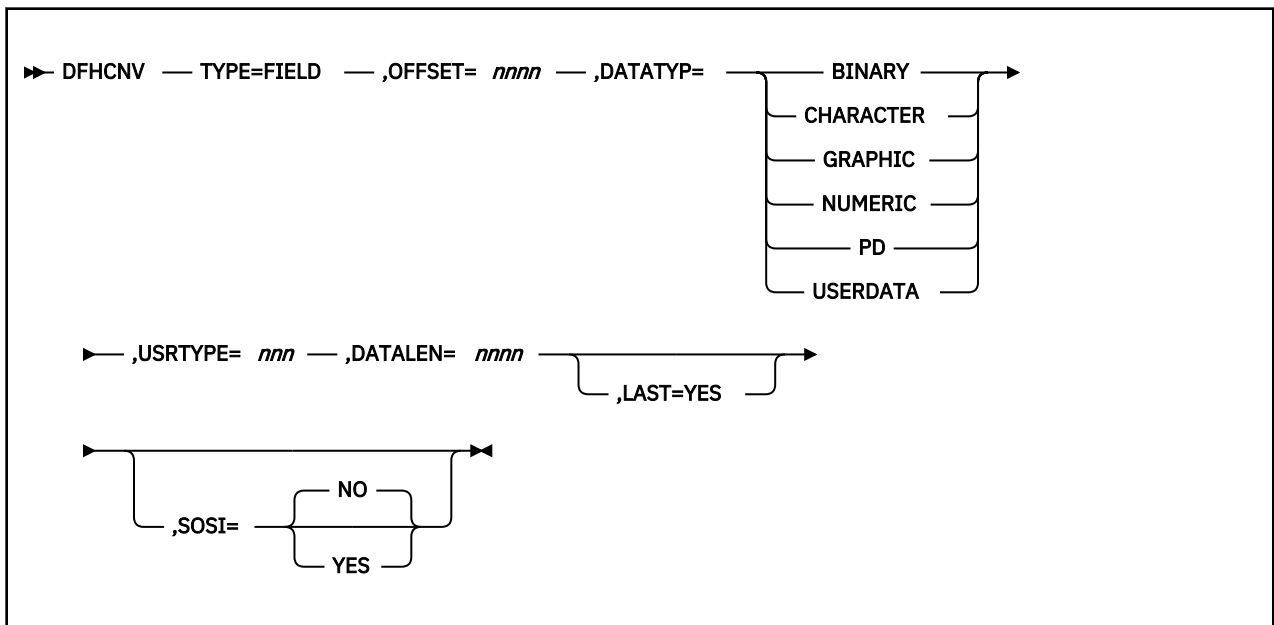 DFHCNV TYPE=FIELD ,OFFSET= nnnn ,DATATYP= BINARY
CHARACTER
GRAPHIC
NUMERIC
PD
USERDATA
,USRTYPE= nnn ,DATALEN= nnnn
,LAST=YES
NO
,SOSI=
YES